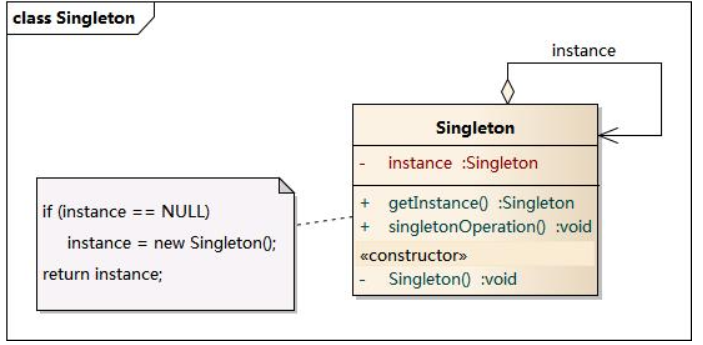 class Singleton
instance
Singleton
- instance :Singleton
+ getInstance() :Singleton
+ singletonOperation() :void
«constructor»
- Singleton() :void
if (instance == NULL)
instance = new Singleton();
return instance;